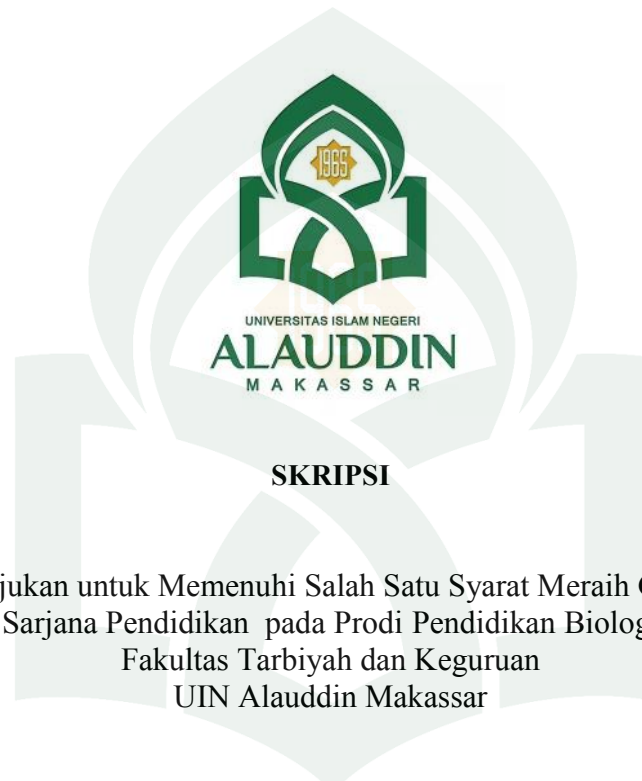 1965
UNIVERSITAS ISLAM NEGERI
ALAUDDIN
MAKASSAR
SKRIPSI
jukan untuk Memenuhi Salah Satu Syarat Meraih
Sarjana Pendidikan pada Prodi Pendidikan Biolog
Fakultas Tarbiyah dan Keguruan
UIN Alauddin Makassar